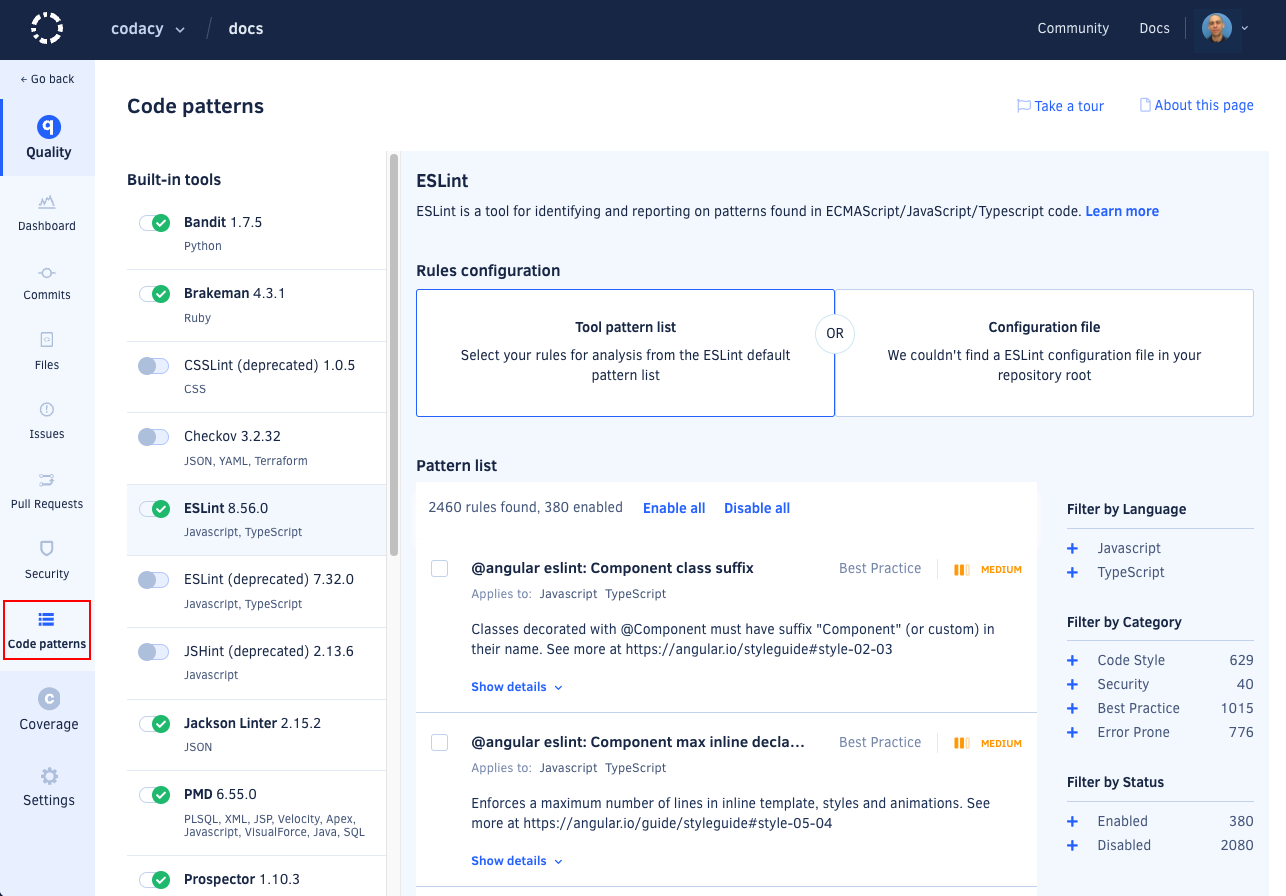 codacy / docs
Community Docs
← Go back
Quality
Dashboard
Commits
Files
Issues
Pull Requests
Security
Code patterns
Coverage
Settings
Code patterns
Take a tour
About this page
Built-in tools
Bandit 1.7.5
Python
Brakeman 4.3.1
Ruby
CSSLint (deprecated) 1.0.5
CSS
Checkov 3.2.32
JSON, YAML, Terraform
ESLint 8.56.0
Javascript, TypeScript
ESLint (deprecated) 7.32.0
Javascript, TypeScript
JSHint (deprecated) 2.13.6
Javascript
Jackson Linter 2.15.2
JSON
PMD 6.55.0
PLSQL, XML, JSP, Velocity, Apex,
Javascript, VisualForce, Java, SQL
Prospector 1.10.3
ESLint
ESLint is a tool for identifying and reporting on patterns found in ECMAScript/JavaScript/Typescript code. Learn more
Rules configuration
Tool pattern list
Select your rules for analysis from the ESLint default
pattern list
OR
Configuration file
We couldn't find a ESLint configuration file in your
repository root
Pattern list
2460 rules found, 380 enabled Enable all Disable all
@angular eslint: Component class suffix Best Practice MEDIUM
Applies to: Javascript TypeScript
Classes decorated with @Component must have suffix "Component" (or custom) in
their name. See more at https://angular.io/styleguide#style-02-03
Show details
@angular eslint: Component max inline decla... Best Practice MEDIUM
Applies to: Javascript TypeScript
Enforces a maximum number of lines in inline template, styles and animations. See
more at https://angular.io/guide/styleguide#style-05-04
Show details
Filter by Language
+ Javascript
+ TypeScript
Filter by Category
+ Code Style 629
+ Security 40
+ Best Practice 1015
+ Error Prone 776
Filter by Status
+ Enabled 380
+ Disabled 2080